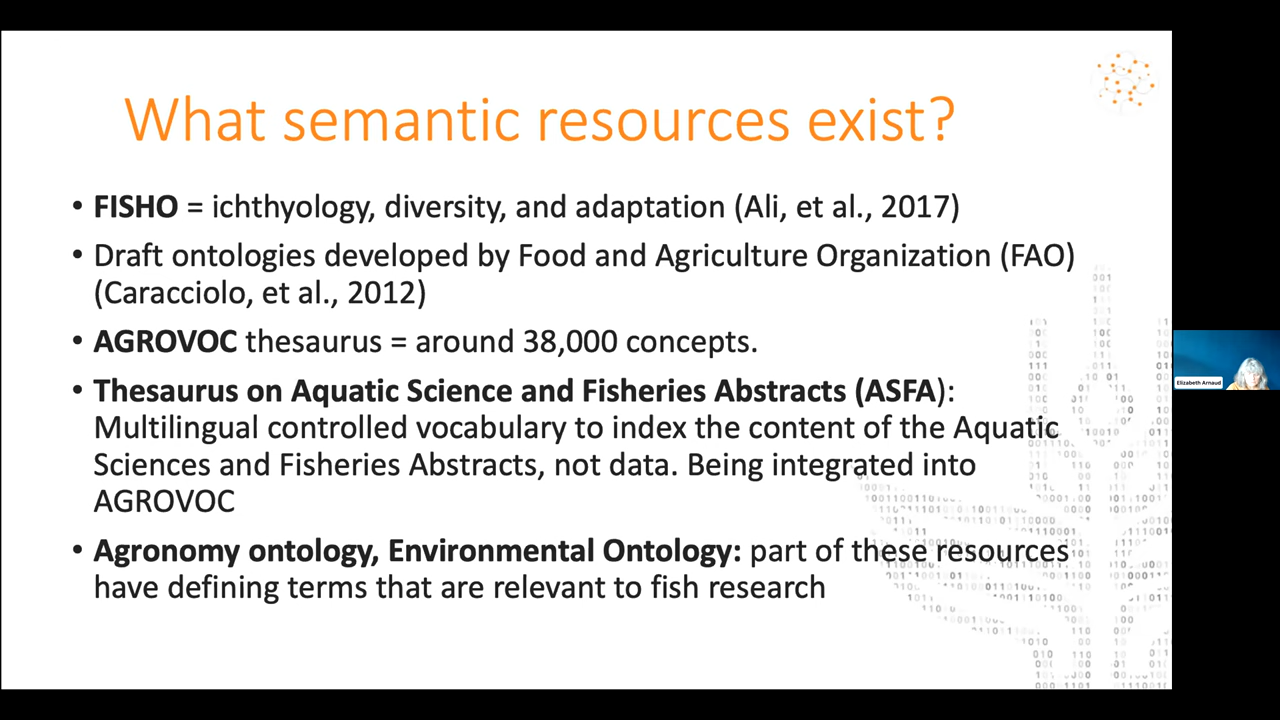 What semantic resources exist?
• FISHO = ichthyology, diversity, and adaptation (Ali, et al., 2017)
• Draft ontologies developed by Food and Agriculture Organization (FAO)
(Caracciolo, et al., 2012)
• AGROVOC thesaurus = around 38,000 concepts.
• Thesaurus on Aquatic Science and Fisheries Abstracts (ASFA):
Multilingual controlled vocabulary to index the content of the Aquatic
Sciences and Fisheries Abstracts, not data. Being integrated into
AGROVOC
• Agronomy ontology, Environmental Ontology: part of these resources
have defining terms that are relevant to fish research
Elizabeth Arnaud